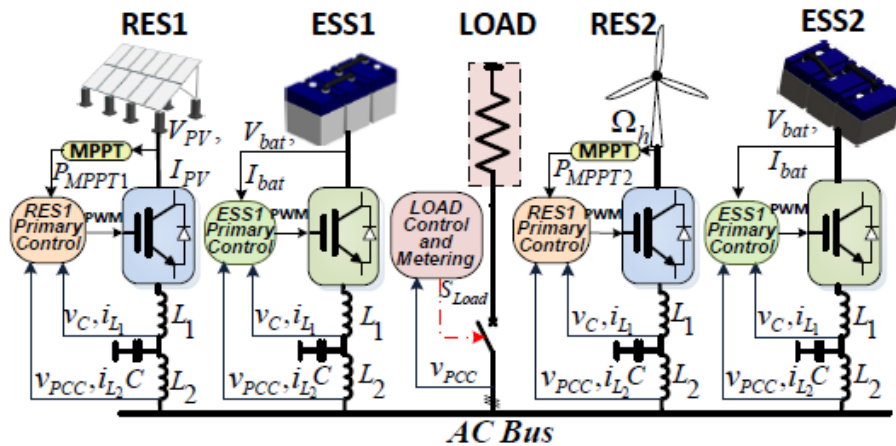 RES1
ESS1
LOAD
RES2
ESS2
V_PV,
V_bat,
Ω_h
V_bat,
MPPT
MPPT
P_MPPT1
I_PV
I_bat
P_MPPT2
I_bat
RES1
Primary
Control
PWM
ESS1
Primary
Control
PWM
LOAD
Control
and
Metering
RES1
Primary
Control
PWM
ESS1
Primary
Control
PWM
S_Load
v_C, i_L1
L_1
v_C, i_L1
L_1
v_C, i_L1
L_1
v_C, i_L1
L_1
v_PCC, i_L2
C
L_2
v_PCC, i_L2
C
L_2
v_PCC
v_PCC, i_L2
C
L_2
v_PCC, i_L2
C
L_2
AC Bus